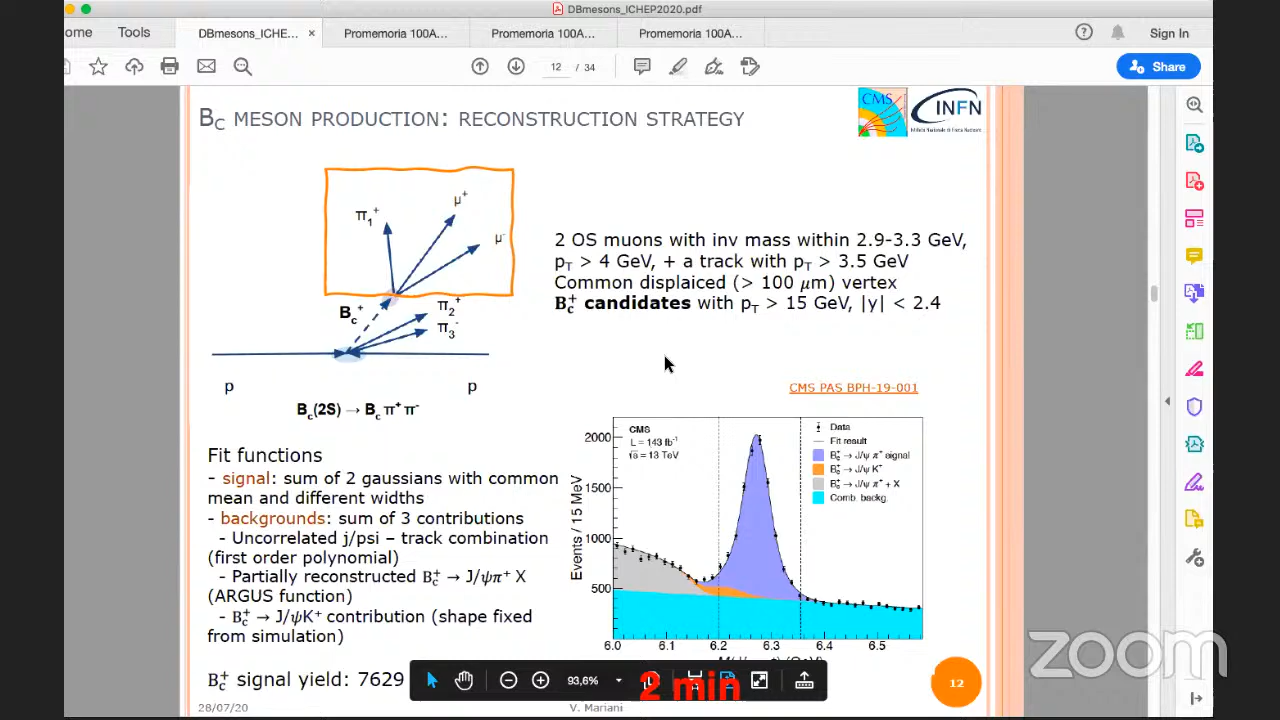 DBmesons_ICHEP2020.pdf
ome
Tools
DBmesons_ICHE...
Promemoria 100A...
Promemoria 100A...
Promemoria 100A...
Sign In
12 / 34
Share
BC MESON PRODUCTION: RECONSTRUCTION STRATEGY
CMS
INFN
π1+
μ+
μ-
Bc+
π2+
π3-
p
p
Bc(2S) → Bc π+ π-
2 OS muons with inv mass within 2.9-3.3 GeV,
pT > 4 GeV, + a track with pT > 3.5 GeV
Common displaiced (> 100 μm) vertex
Bc+ candidates with pT > 15 GeV, |y| < 2.4
CMS PAS BPH-19-001
Fit functions
- signal: sum of 2 gaussians with common
mean and different widths
- backgrounds: sum of 3 contributions
- Uncorrelated j/psi – track combination
(first order polynomial)
- Partially reconstructed Bc+ → J/ψπ+ X
(ARGUS function)
- Bc+ → J/ψK+ contribution (shape fixed
from simulation)
Bc+ signal yield: 7629
CMS
L = 143 fb-1
√s = 13 TeV
Data
Fit result
Bc+ → J/ψ π+ signal
Bc+ → J/ψ K+
Bc+ → J/ψ π+ + X
Comb. backg.
Events / 15 MeV
2000
1500
1000
500
6.0 6.1 6.2 6.3 6.4 6.5
93,6%
2 min
12
28/07/20
V. Mariani
zoom